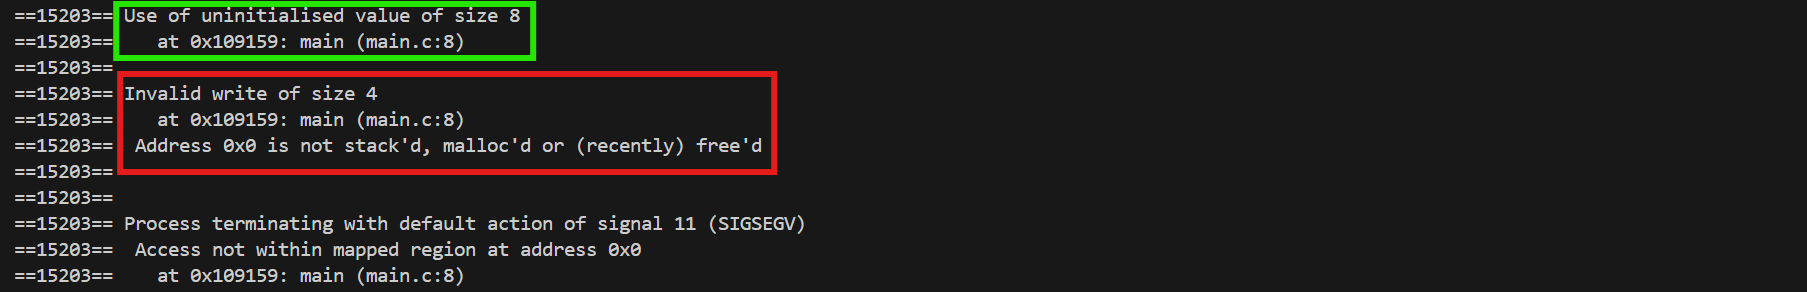 ==15203== Use of uninitialised value of size 8
==15203==    at 0x109159: main (main.c:8)
==15203==
==15203== Invalid write of size 4
==15203==    at 0x109159: main (main.c:8)
==15203==  Address 0x0 is not stack'd, malloc'd or (recently) free'd
==15203==
==15203==
==15203== Process terminating with default action of signal 11 (SIGSEGV)
==15203==  Access not within mapped region at address 0x0
==15203==    at 0x109159: main (main.c:8)